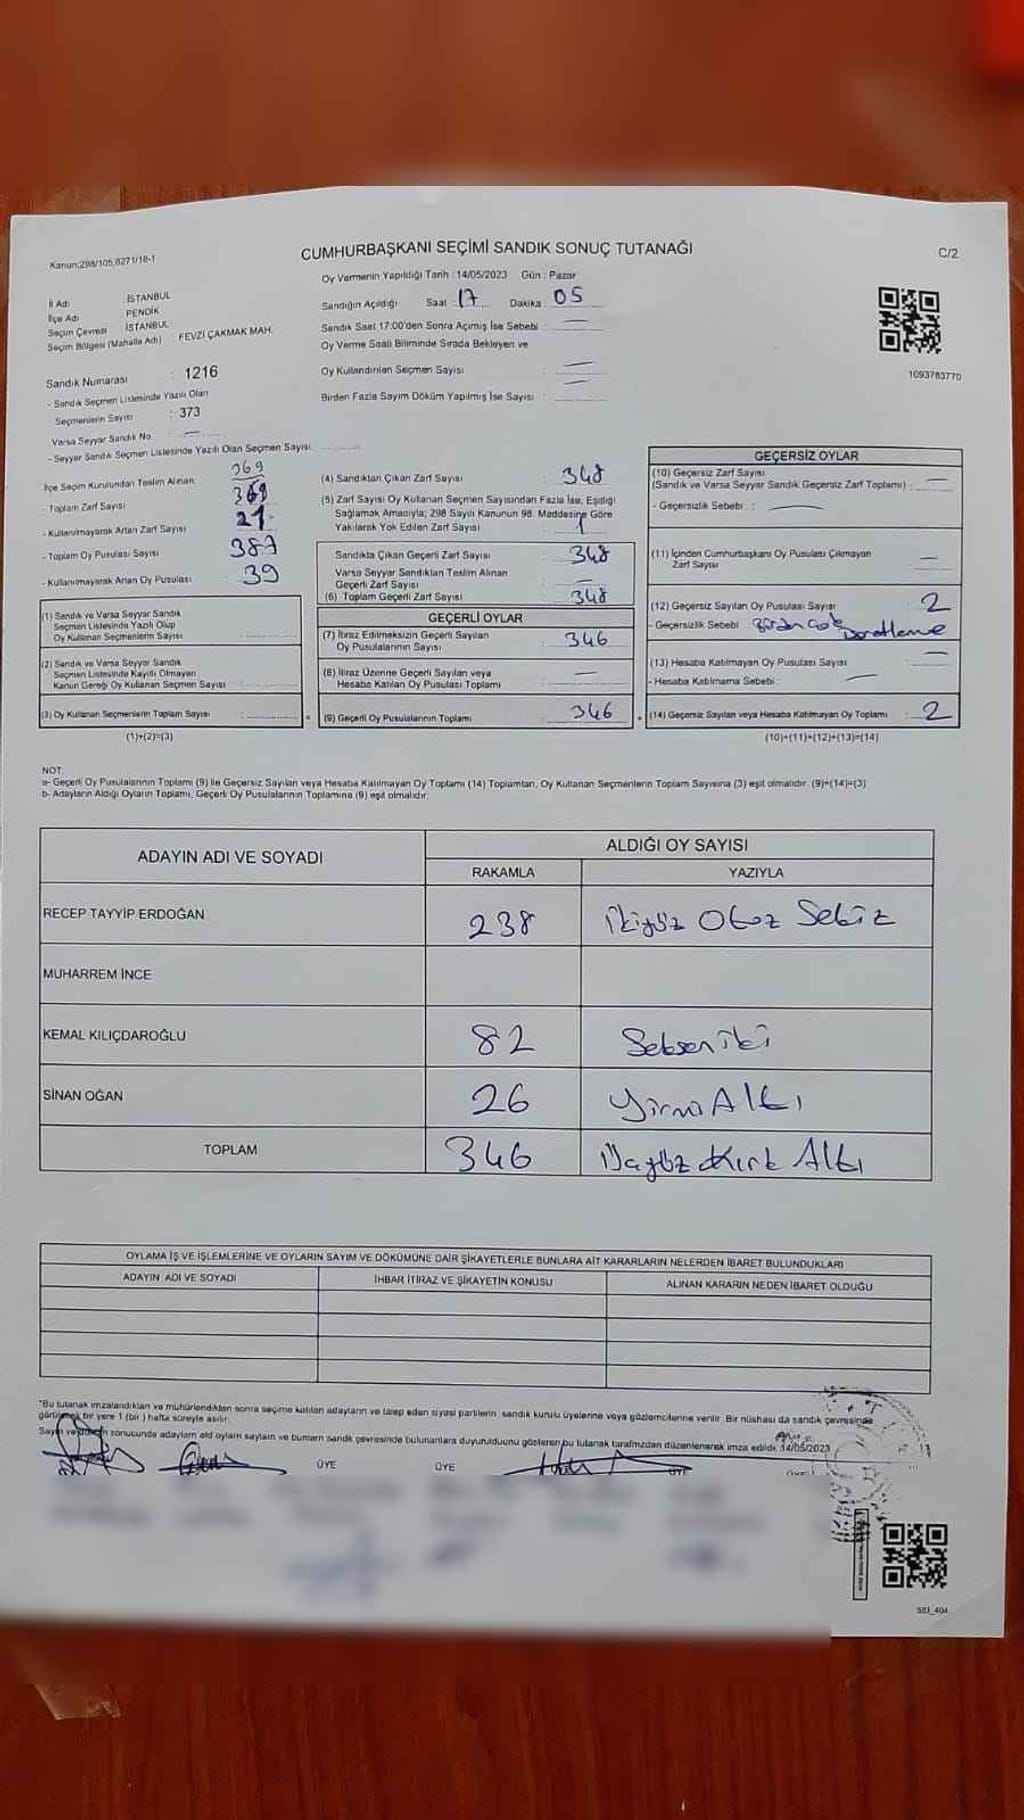 Kanun:298/105,6271/18-1
CUMHURBAŞKANI SEÇİMİ SANDIK SONUÇ TUTANAĞI
C/2
Oy Vermenin Yapıldığı Tarih : 14/05/2023 Gün : Pazar
İl Adı İSTANBUL
İlçe Adı PENDİK
Seçim Çevresi İSTANBUL
Seçim Bölgesi (Mahalle Adı) FEVZİ ÇAKMAK MAH.
Sandık Numarası : 1216
- Sandık Seçmen Listesinde Yazılı Olan
Seçmenlerin Sayısı : 373
Varsa Seyyar Sandık No —
- Seyyar Sandık Seçmen Listesinde Yazılı Olan Seçmen Sayısı:
Sandığın Açıldığı Saat : 17 Dakika : 05
Sandık Saat 17:00'den Sonra Açılmış İse Sebebi : —
Oy Verme Saati Bitiminde Sırada Bekleyen ve
Oy Kullandırılan Seçmen Sayısı : —
Birden Fazla Sayım Döküm Yapılmış İse Sayısı : —
1093783770
369
İlçe Seçim Kurulundan Teslim Alınan:
- Toplam Zarf Sayısı 369
- Kullanılmayarak Artan Zarf Sayısı 21
- Toplam Oy Pusulası Sayısı 387
- Kullanılmayarak Artan Oy Pusulası 39
(1) Sandık ve Varsa Seyyar Sandık
Seçmen Listesinde Yazılı Olup
Oy Kullanan Seçmenlerin Sayısı :
(2) Sandık ve Varsa Seyyar Sandık
Seçmen Listesinde Kayıtlı Olmayan
Kanun Gereği Oy Kullanan Seçmen Sayısı :
(3) Oy Kullanan Seçmenlerin Toplam Sayısı :
(1)+(2)=(3)
(4) Sandıktan Çıkan Zarf Sayısı : 348
(5) Zarf Sayısı Oy Kullanan Seçmen Sayısından Fazla İse, Eşitliği
Sağlamak Amacıyla; 298 Sayılı Kanunun 98. Maddesine Göre
Yakılarak Yok Edilen Zarf Sayısı :
Sandıkta Çıkan Geçerli Zarf Sayısı : 348
Varsa Seyyar Sandıktan Teslim Alınan
Geçerli Zarf Sayısı : —
(6) Toplam Geçerli Zarf Sayısı : 348
GEÇERLİ OYLAR
(7) İtiraz Edilmeksizin Geçerli Sayılan
Oy Pusulalarının Sayısı : 346
(8) İtiraz Üzerine Geçerli Sayılan veya
Hesaba Katılan Oy Pusulası Toplamı : —
(9) Geçerli Oy Pusulalarının Toplamı : 346
GEÇERSİZ OYLAR
(10) Geçersiz Zarf Sayısı
(Sandık ve Varsa Seyyar Sandık Geçersiz Zarf Toplamı) : —
- Geçersizlik Sebebi : —
(11) İçinden Cumhurbaşkanı Oy Pusulası Çıkmayan
Zarf Sayısı : —
(12) Geçersiz Sayılan Oy Pusulası Sayısı : 2
- Geçersizlik Sebebi Birden Çok
(13) Hesaba Katılmayan Oy Pusulası Sayısı : —
- Hesaba Katılmama Sebebi : —
(14) Geçersiz Sayılan veya Hesaba Katılmayan Oy Toplamı : 2
(10)+(11)+(12)+(13)=(14)
NOT
a- Geçerli Oy Pusulalarının Toplamı (9) ile Geçersiz Sayılan veya Hesaba Katılmayan Oy Toplamı (14) Toplamları, Oy Kullanan Seçmenlerin Toplam Sayısına (3) eşit olmalıdır. (9)+(14)=(3)
b- Adayların Aldığı Oyların Toplamı, Geçerli Oy Pusulalarının Toplamına (9) eşit olmalıdır.
ADAYIN ADI VE SOYADI
ALDIĞI OY SAYISI
RAKAMLA YAZIYLA
RECEP TAYYİP ERDOĞAN 238 İkiyüz Otuz Sekiz
MUHARREM İNCE
KEMAL KILIÇDAROĞLU 82 Seksen iki
SİNAN OĞAN 26 Yirmi Altı
TOPLAM 346 Üçyüz Kırk Altı
OYLAMA İŞ VE İŞLEMLERİNE VE OYLARIN SAYIM VE DÖKÜMÜNE DAİR ŞİKAYETLERLE BUNLARA AİT KARARLARIN NELERDEN İBARET BULUNDUKLARI
ADAYIN ADI VE SOYADI İHBAR İTİRAZ VE ŞİKAYETİN KONUSU ALINAN KARARIN NEDEN İBARET OLDUĞU
*Bu tutanak imzalandıktan ve mühürlendikten sonra seçime katılan adayların ve talep eden siyasi partilerin sandık kurulu üyelerine veya gözlemcilerine verilir. Bir nüshası da sandık çevresinde
görülecek bir yere 1 (bir) hafta süreyle asılır.
Sayım ve döküm sonucunda adayların eld oyların sayıları ve bunların sandık çevresinde bulunanlara duyurulduğunu gösteren bu tutanak tarafımızdan düzenlenerek imza edildi. 14/05/2023
ÜYE ÜYE ÜYE
SEI_404